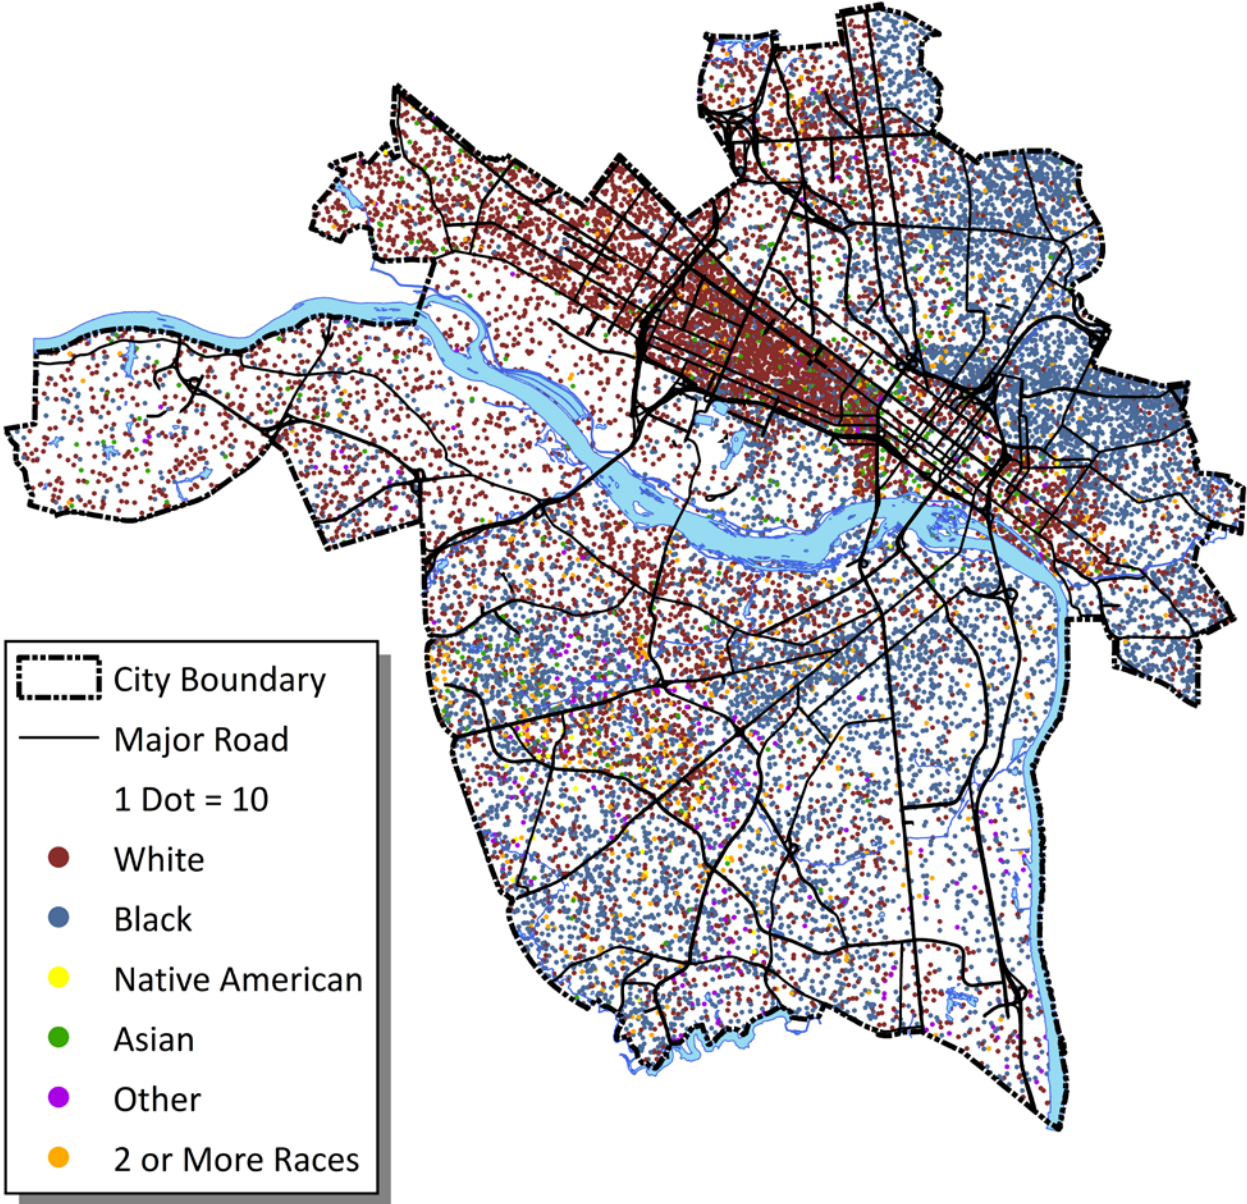 City Boundary
Major Road
1 Dot = 10
White
Black
Native American
Asian
Other
2 or More Races